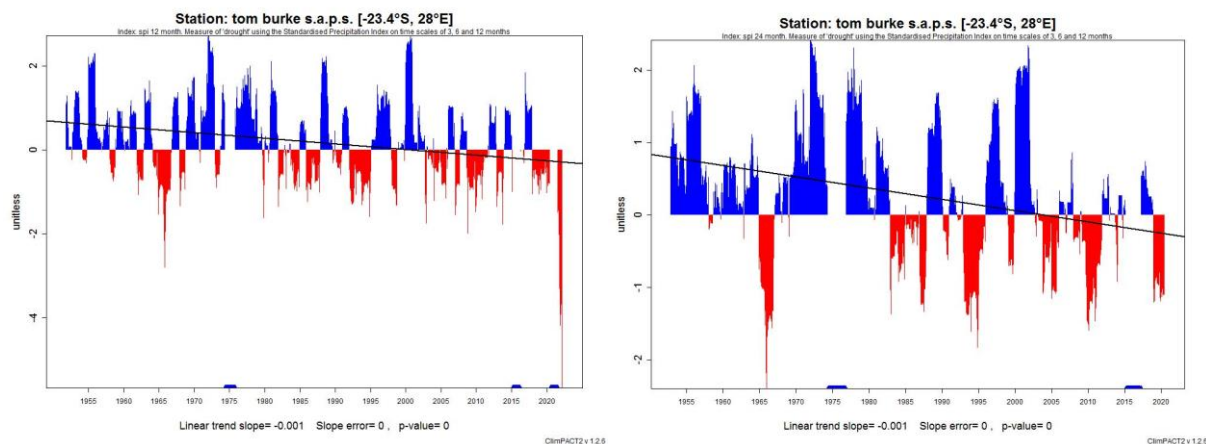 Station: tom burke s.a.p.s. [-23.4°S, 28°E]
Index: spi 12 month. Measure of 'drought' using the Standardised Precipitation Index on time scales of 3, 6 and 12 months
2
0
-2
-4
unitless
1955 1960 1965 1970 1975 1980 1985 1990 1995 2000 2005 2010 2015 2020
Linear trend slope= -0.001 Slope error= 0 , p-value= 0
ClimPACT2 v 1.2.6
Station: tom burke s.a.p.s. [-23.4°S, 28°E]
Index: spi 24 month. Measure of 'drought' using the Standardised Precipitation Index on time scales of 3, 6 and 12 months
2
1
0
-1
-2
unitless
1955 1960 1965 1970 1975 1980 1985 1990 1995 2000 2005 2010 2015 2020
Linear trend slope= -0.001 Slope error= 0 , p-value= 0
ClimPACT2 v 1.2.6